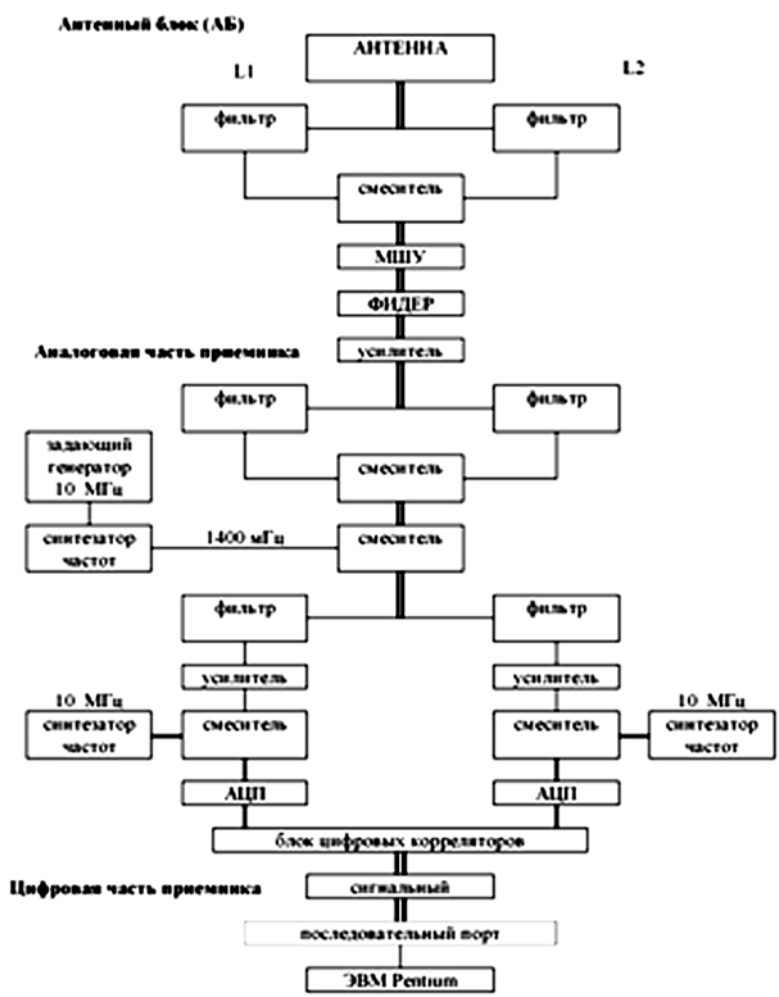 Антенный блок (АБ)
АНТЕННА
L1
L2
фильтр
фильтр
смеситель
МШУ
ФИДЕР
усилитель
Аналоговая часть приемника
фильтр
фильтр
задающий
генератор
10 МГц
смеситель
синтезатор
частот
1400 мГц
смеситель
фильтр
фильтр
усилитель
усилитель
10 МГц
10 МГц
синтезатор
частот
смеситель
смеситель
синтезатор
частот
АЦП
АЦП
блок цифровых корреляторов
Цифровая часть приемника
сигнальный
последовательный порт
ЭВМ Pentium